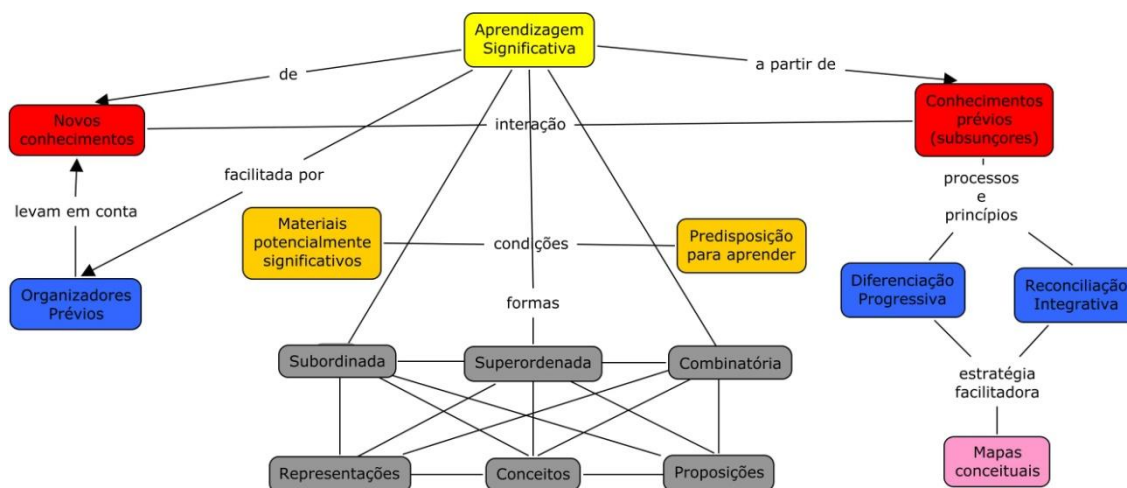 Aprendizagem
Significativa
de
a partir de
Novos
conhecimentos
interação
Conhecimentos
prévios
(subsunçores)
facilitada por
processos
e
princípios
levam em conta
Materiais
potencialmente
significativos
condições
Predisposição
para aprender
Organizadores
Prévios
formas
Diferenciação
Progressiva
Reconciliação
Integrativa
Subordinada
Superordenada
Combinatória
estratégia
facilitadora
Representações
Conceitos
Proposições
Mapas
conceituais